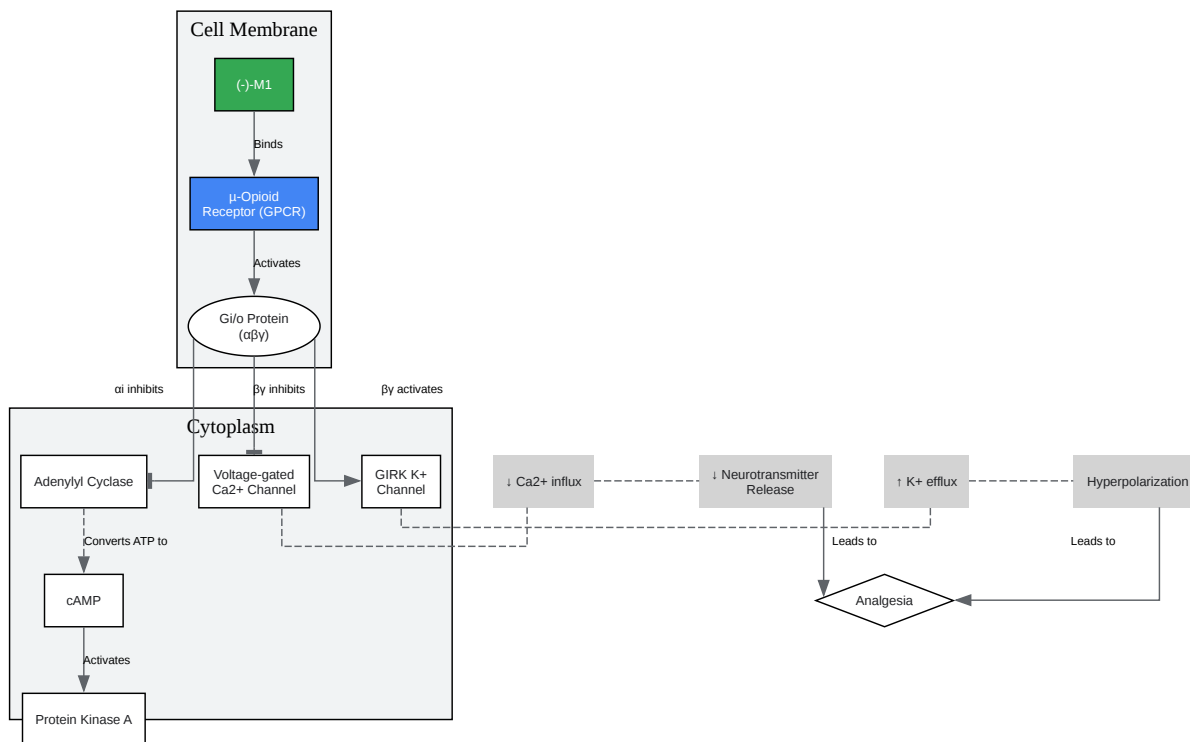 Cell Membrane
(-)-M1
Binds
µ-Opioid
Receptor (GPCR)
Activates
Gi/o Protein
(αβγ)
αi inhibits
βγ inhibits
βγ activates
Cytoplasm
Adenylyl Cyclase
Voltage-gated
Ca2+ Channel
GIRK K+
Channel
↓ Ca2+ influx
↓ Neurotransmitter
Release
↑ K+ efflux
Hyperpolarization
Converts ATP to
Leads to
Leads to
cAMP
Analgesia
Activates
Protein Kinase A